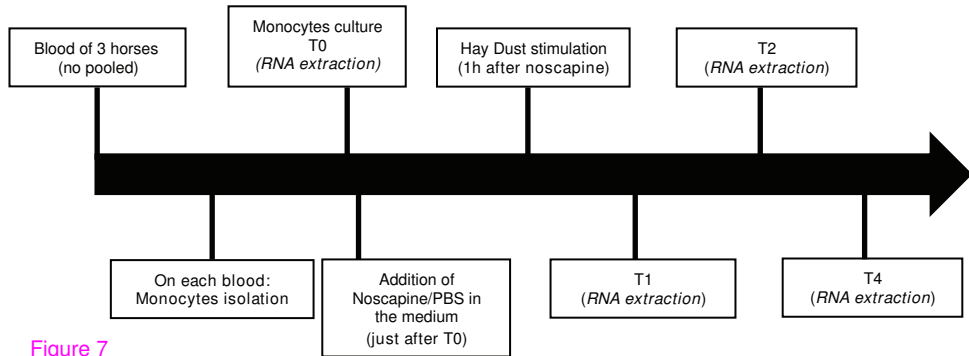 Blood of 3 horses
(no pooled)
Monocytes culture
T0
(RNA extraction)
Hay Dust stimulation
(1h after noscapine)
T2
(RNA extraction)
On each blood:
Monocytes isolation
Addition of
Noscapine/PBS in
the medium
(just after T0)
T1
(RNA extraction)
T4
(RNA extraction)
Figure 7